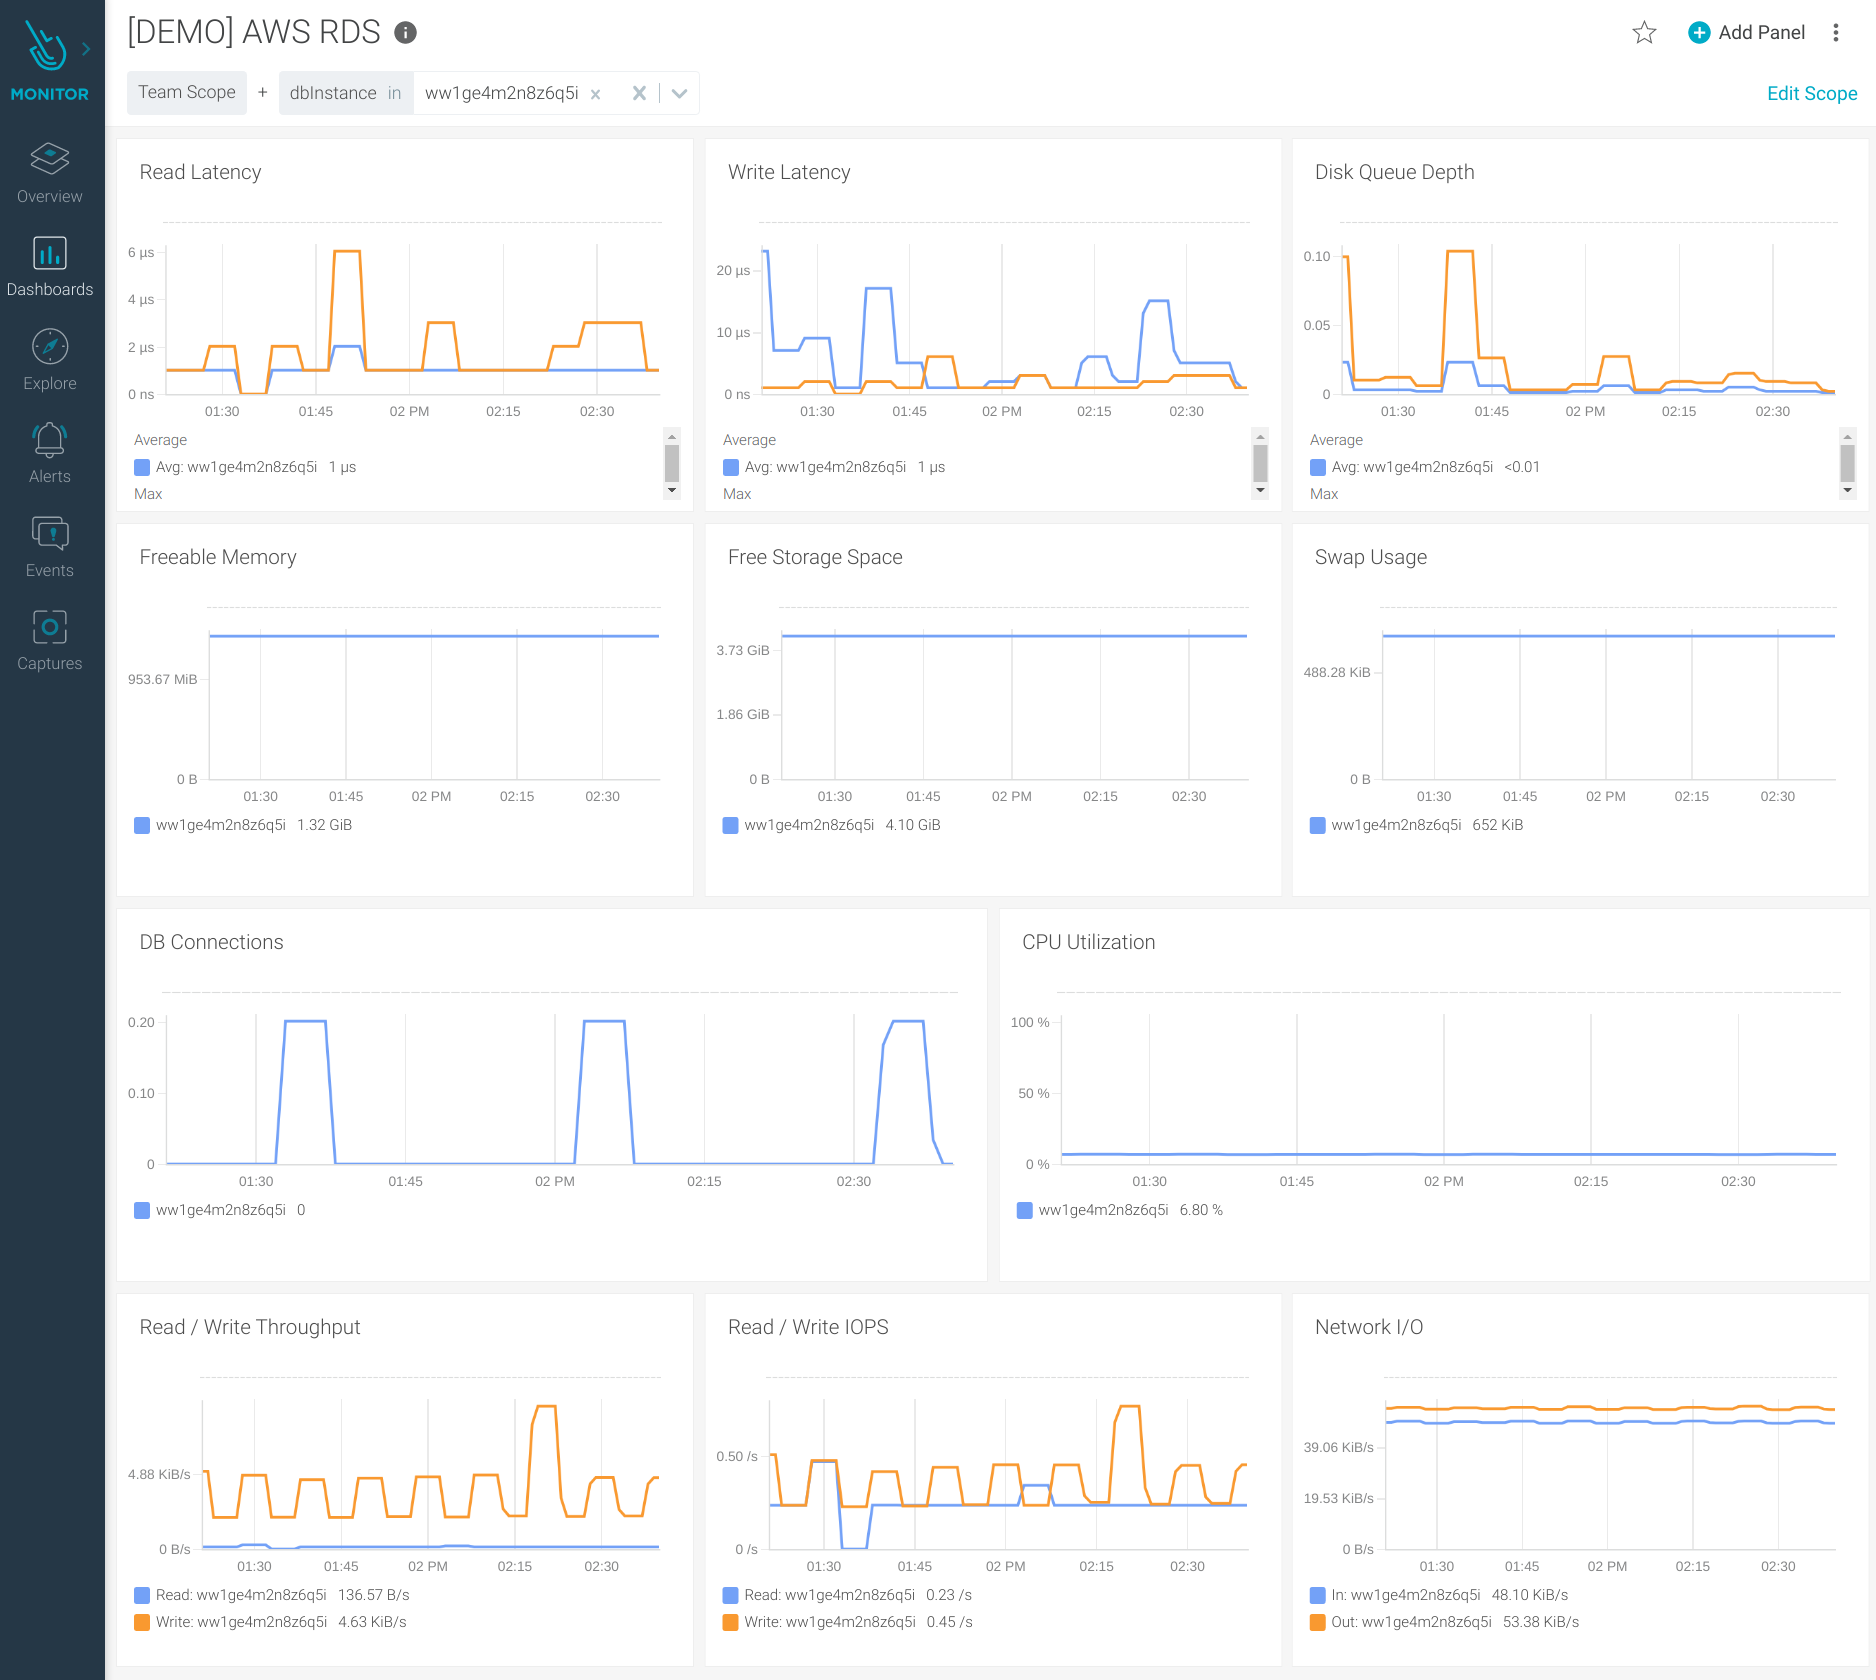 [DEMO] AWS RDS
Add Panel
MONITOR
Team Scope + dbInstance in ww1ge4m2n8z6q5i
Edit Scope
Overview
Dashboards
Explore
Alerts
Events
Captures
Read Latency
6 µs
4 µs
2 µs
0 ns
01:30 01:45 02 PM 02:15 02:30
Average
Avg: ww1ge4m2n8z6q5i 1 µs
Max
Write Latency
20 µs
10 µs
0 ns
01:30 01:45 02 PM 02:15 02:30
Average
Avg: ww1ge4m2n8z6q5i 1 µs
Max
Disk Queue Depth
0.10
0.05
0
01:30 01:45 02 PM 02:15 02:30
Average
Avg: ww1ge4m2n8z6q5i <0.01
Max
Freeable Memory
953.67 MiB
0 B
01:30 01:45 02 PM 02:15 02:30
ww1ge4m2n8z6q5i 1.32 GiB
Free Storage Space
3.73 GiB
1.86 GiB
0 B
01:30 01:45 02 PM 02:15 02:30
ww1ge4m2n8z6q5i 4.10 GiB
Swap Usage
488.28 KiB
0 B
01:30 01:45 02 PM 02:15 02:30
ww1ge4m2n8z6q5i 652 KiB
DB Connections
0.20
0.10
0
01:30 01:45 02 PM 02:15 02:30
ww1ge4m2n8z6q5i 0
CPU Utilization
100 %
50 %
0 %
01:30 01:45 02 PM 02:15 02:30
ww1ge4m2n8z6q5i 6.80 %
Read / Write Throughput
4.88 KiB/s
0 B/s
01:30 01:45 02 PM 02:15 02:30
Read: ww1ge4m2n8z6q5i 136.57 B/s
Write: ww1ge4m2n8z6q5i 4.63 KiB/s
Read / Write IOPS
0.50 /s
0 /s
01:30 01:45 02 PM 02:15 02:30
Read: ww1ge4m2n8z6q5i 0.23 /s
Write: ww1ge4m2n8z6q5i 0.45 /s
Network I/O
39.06 KiB/s
19.53 KiB/s
0 B/s
01:30 01:45 02 PM 02:15 02:30
In: ww1ge4m2n8z6q5i 48.10 KiB/s
Out: ww1ge4m2n8z6q5i 53.38 KiB/s